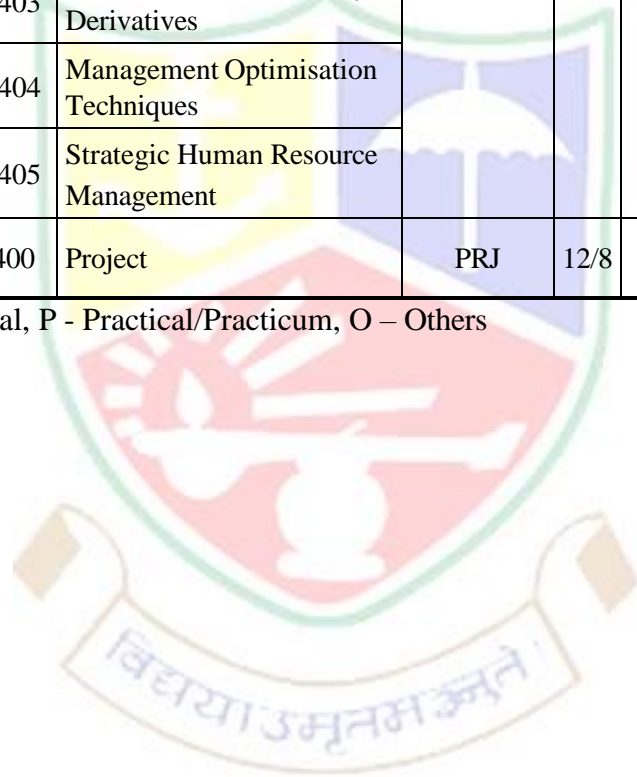 403
Derivatives
404 Management Optimisation
Techniques
405 Strategic Human Resource
Management
400 Project PRJ 12/8
al, P - Practical/Practicum, O – Others
विद्ययाऽमृतमश्नुते